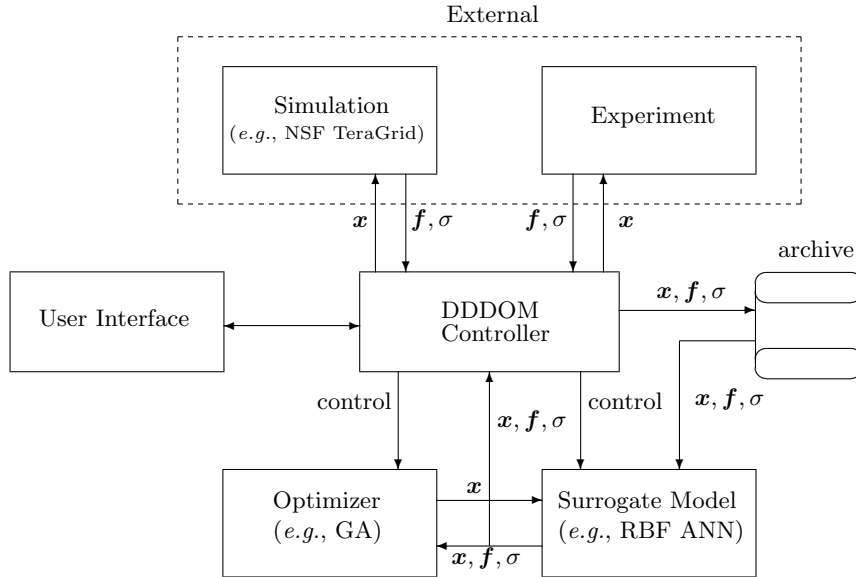 External
Simulation
(e.g., NSF TeraGrid)
Experiment
x
f, σ
f, σ
x
archive
User Interface
DDDOM
Controller
x, f, σ
control
x, f, σ
control
x, f, σ
Optimizer
(e.g., GA)
x
Surrogate Model
(e.g., RBF ANN)
x, f, σ